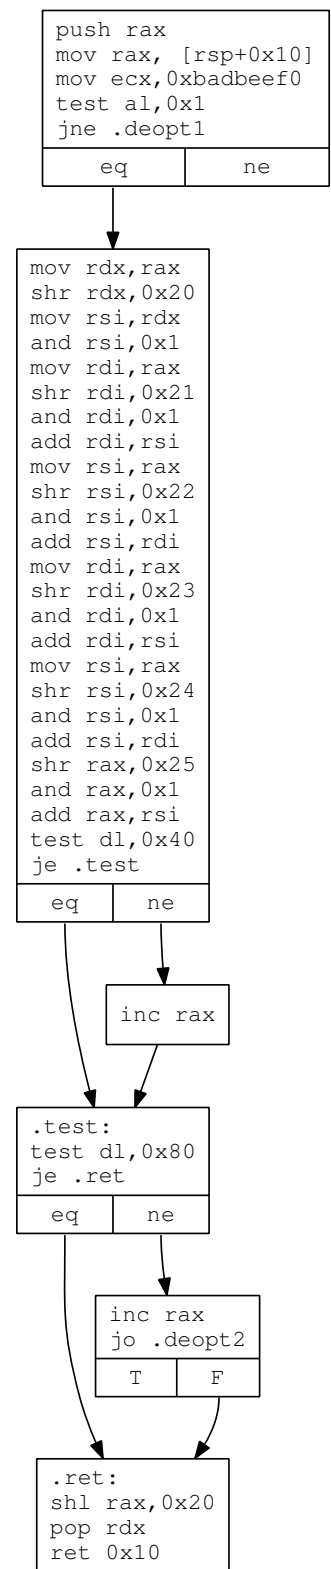 push rax
mov rax, [rsp+0x10]
mov ecx,0xbadbeef0
test al,0x1
jne .deopt1
eq ne
mov rdx,rax
shr rdx,0x20
mov rsi,rdx
and rsi,0x1
mov rdi,rax
shr rdi,0x21
and rdi,0x1
add rdi,rsi
mov rsi,rax
shr rsi,0x22
and rsi,0x1
add rsi,rdi
mov rdi,rax
shr rdi,0x23
and rdi,0x1
add rdi,rsi
mov rsi,rax
shr rsi,0x24
and rsi,0x1
add rsi,rdi
shr rax,0x25
and rax,0x1
add rax,rsi
test dl,0x40
je .test
eq ne
inc rax
.test:
test dl,0x80
je .ret
eq ne
inc rax
jo .deopt2
T F
.ret:
shl rax,0x20
pop rdx
ret 0x10